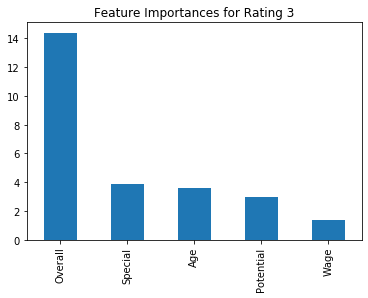 Feature Importances for Rating 3
14
12
10
8
6
4
2
0
Overall
Special
Age
Potential
Wage